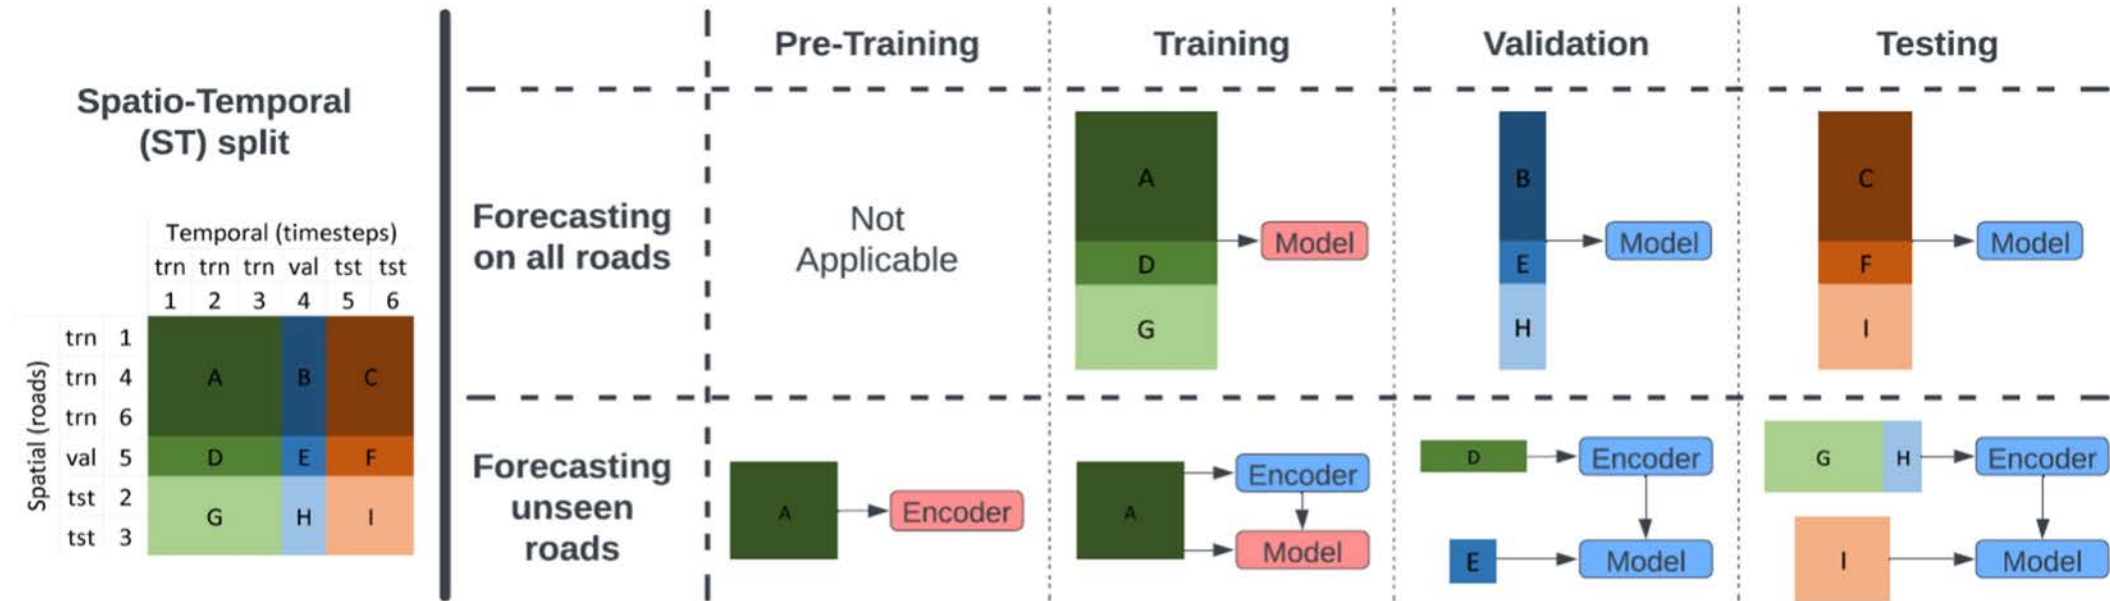 Spatio-Temporal
(ST) split
Temporal (timesteps)
trn trn trn val tst tst
1 2 3 4 5 6
Spatial (roads)
trn 1
trn 4
trn 6
val 5
tst 2
tst 3
A B C
D E F
G H I
Pre-Training Training Validation Testing
Forecasting
on all roads
Not
Applicable
A
D
G
Model
B
E
H
Model
C
F
I
Model
Forecasting
unseen
roads
A Encoder
A Encoder
Model
D Encoder
E Model
G H Encoder
I Model